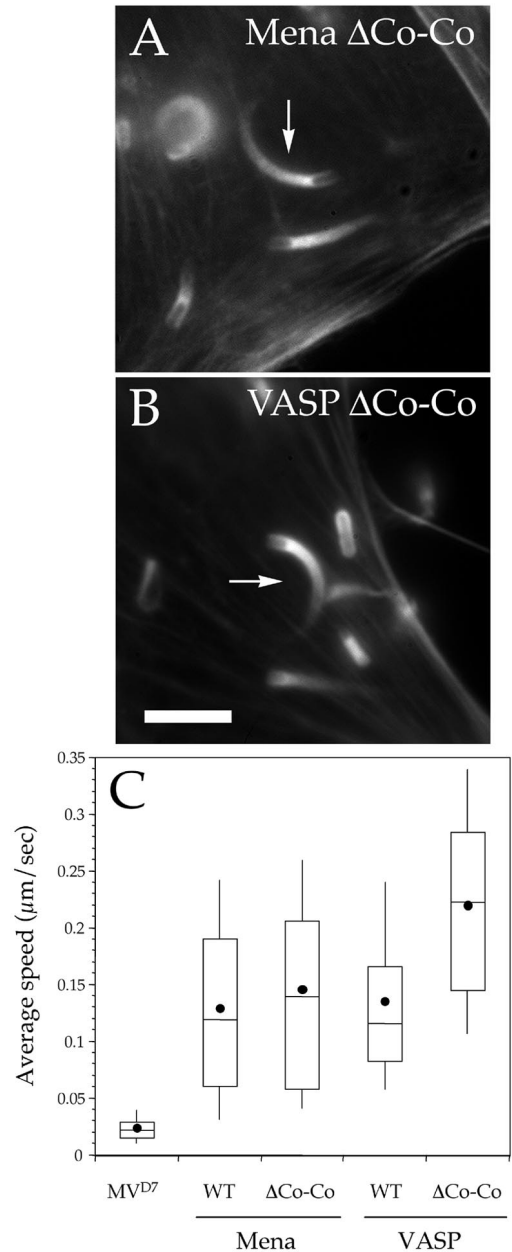 A
Mena ΔCo-Co
B
VASP ΔCo-Co
C
Average speed (μm/sec)
0.35
0.3
0.25
0.2
0.15
0.1
0.05
0
MV^D7
WT
ΔCo-Co
WT
ΔCo-Co
Mena
VASP